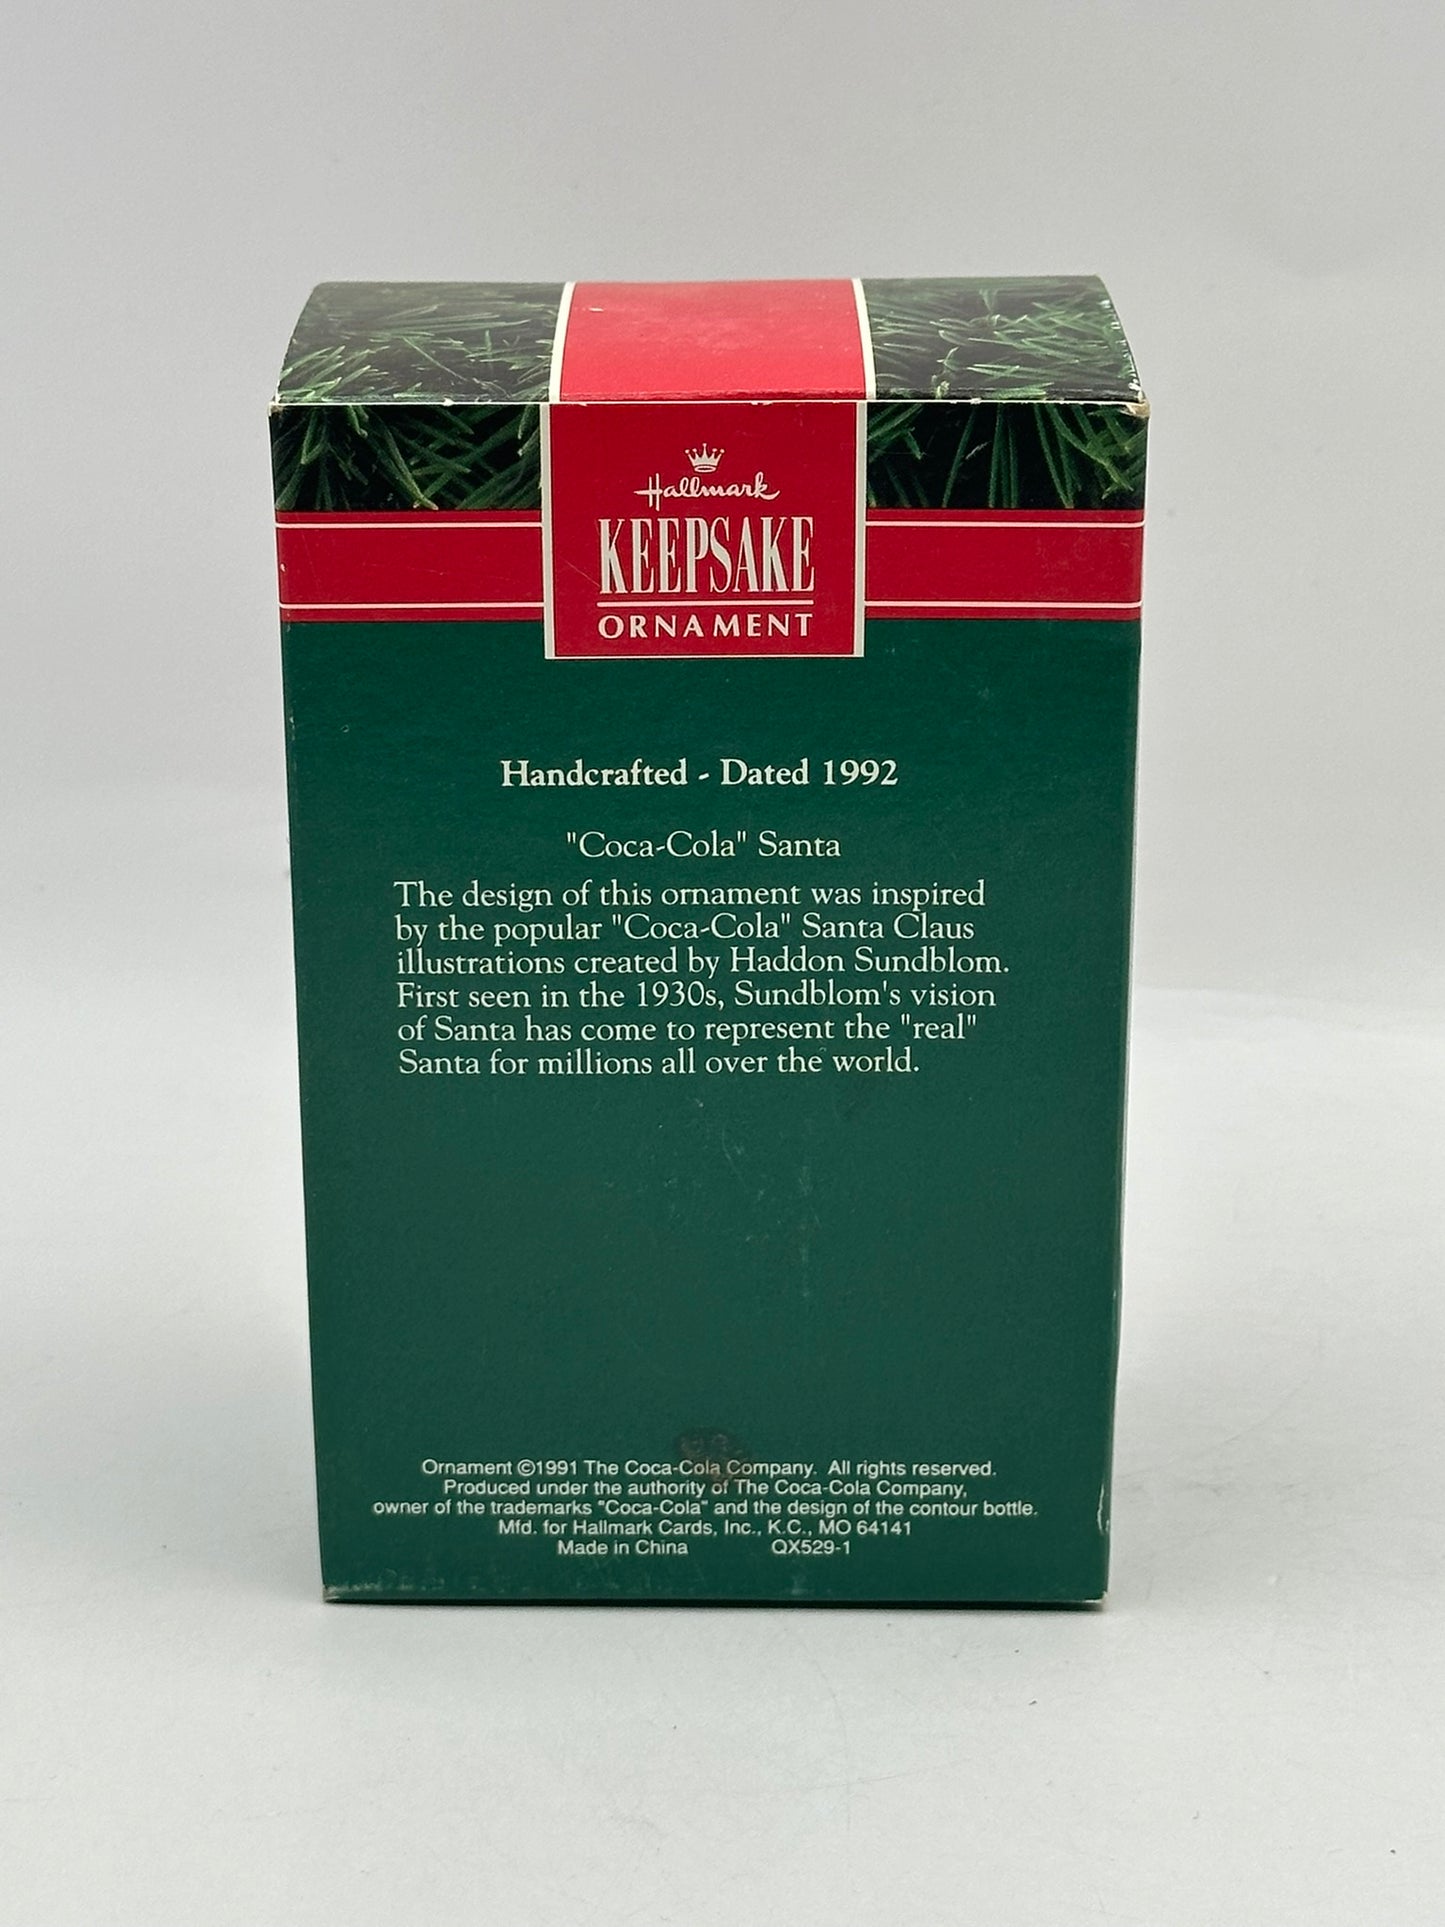 Hallmark
KEEPSAKE
ORNAMENT
Handcrafted - Dated 1992
"Coca-Cola" Santa
The design of this ornament was inspired
by the popular "Coca-Cola" Santa Claus
illustrations created by Haddon Sundblom.
First seen in the 1930s, Sundblom's vision
of Santa has come to represent the "real"
Santa for millions all over the world.
Ornament ©1991 The Coca-Cola Company. All rights reserved.
Produced under the authority of The Coca-Cola Company,
owner of the trademarks "Coca-Cola" and the design of the contour bottle.
Mfd. for Hallmark Cards, Inc., K.C., MO 64141
Made in China QX529-1